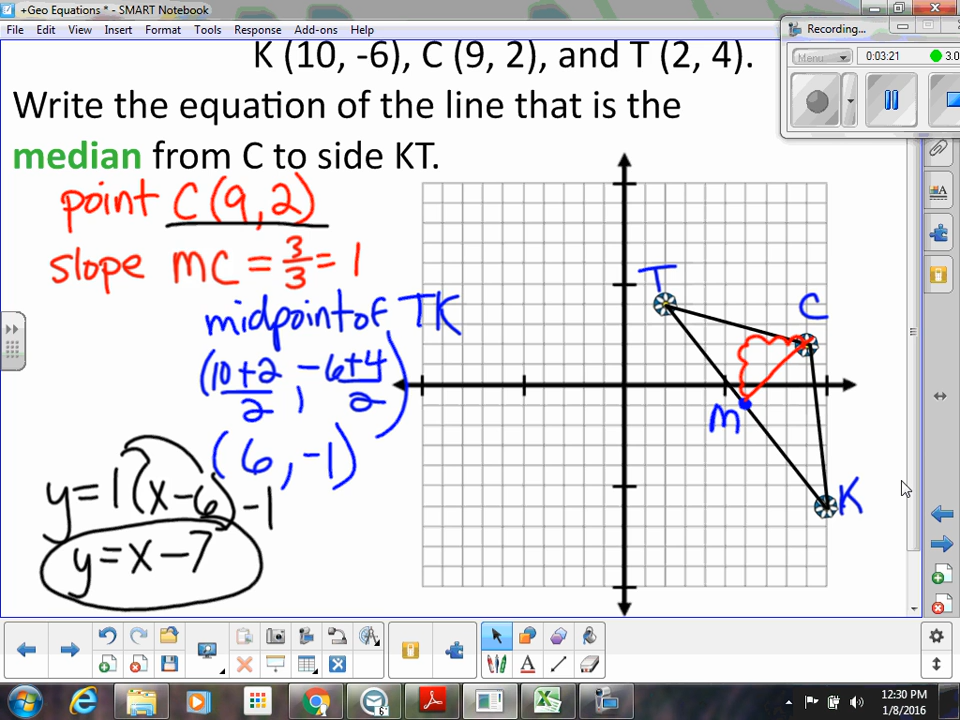 +Geo Equations * - SMART Notebook
File Edit View Insert Format Tools Response Add-ons Help
Recording...
Menu
0:03:21
3.0
K (10, -6), C (9, 2), and T (2, 4).
Write the equation of the line that is the
median from C to side KT.
point C (9, 2)
slope MC = 3/3 = 1
midpoint of TK
(10+2/2, -6+4/2)
(6, -1)
y = 1(x-6)-1
y = x-7
T
C
M
K
12:30 PM
1/8/2016